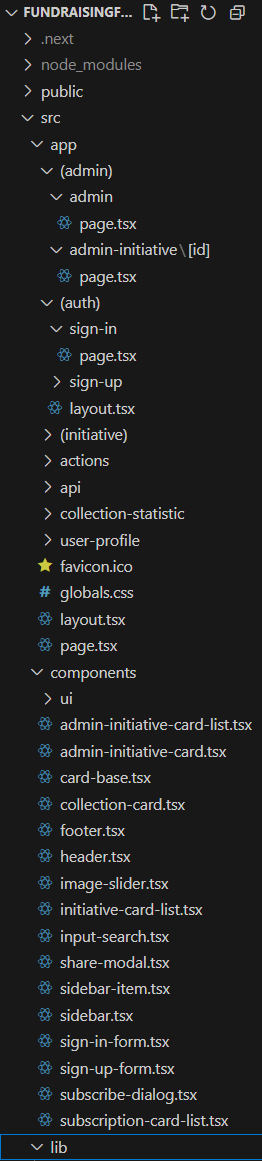 FUNDRAISINGF...
.next
node_modules
public
src
app
(admin)
admin
page.tsx
admin-initiative\[id]
page.tsx
(auth)
sign-in
page.tsx
sign-up
layout.tsx
(initiative)
actions
api
collection-statistic
user-profile
favicon.ico
# globals.css
layout.tsx
page.tsx
components
ui
admin-initiative-card-list.tsx
admin-initiative-card.tsx
card-base.tsx
collection-card.tsx
footer.tsx
header.tsx
image-slider.tsx
initiative-card-list.tsx
input-search.tsx
share-modal.tsx
sidebar-item.tsx
sidebar.tsx
sign-in-form.tsx
sign-up-form.tsx
subscribe-dialog.tsx
subscription-card-list.tsx
lib